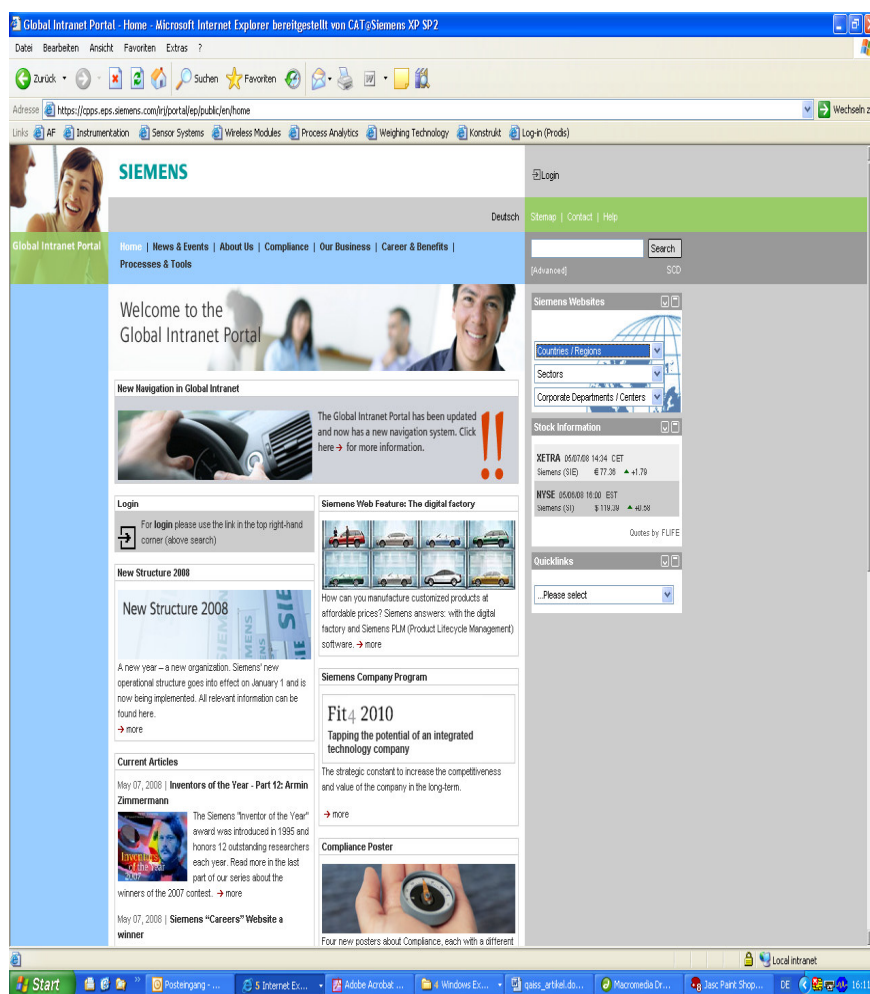 Global Intranet Portal - Home - Microsoft Internet Explorer bereitgestellt von CAT@Siemens XP SP2
Datei Bearbeiten Ansicht Favoriten Extras ?
Zurück Suchen Favoriten
Adresse https://cpps.eps.siemens.com/irj/portal/ep/public/en/home Wechseln z
Links AF Instrumentation Sensor Systems Wireless Modules Process Analytics Weighing Technology Konstrukt Log-in (Prodis)
SIEMENS
Login
Deutsch
Sitemap | Contact | Help
Global Intranet Portal
Home | News & Events | About Us | Compliance | Our Business | Career & Benefits |
Processes & Tools
Search
[Advanced] SCD
Welcome to the
Global Intranet Portal
New Navigation in Global Intranet
The Global Intranet Portal has been updated
and now has a new navigation system. Click
here → for more information.
!!
Login
For login please use the link in the top right-hand
corner (above search)
New Structure 2008
New Structure 2008
SIEMENS
SIE
A new year – a new organization. Siemens' new
operational structure goes into effect on January 1 and is
now being implemented. All relevant information can be
found here.
→ more
Current Articles
May 07, 2008 | Inventors of the Year - Part 12: Armin
Zimmermann
Inventors
of the Year
2007
The Siemens "Inventor of the Year"
award was introduced in 1995 and
honors 12 outstanding researchers
each year. Read more in the last
part of our series about the
winners of the 2007 contest. → more
May 07, 2008 | Siemens “Careers” Website a
winner
Siemens Web Feature: The digital factory
How can you manufacture customized products at
affordable prices? Siemens answers: with the digital
factory and Siemens PLM (Product Lifecycle Management)
software. → more
Siemens Company Program
Fit4 2010
Tapping the potential of an integrated
technology company
The strategic constant to increase the competitiveness
and value of the company in the long-term.
→ more
Compliance Poster
Four new posters about Compliance, each with a different
Siemens Websites
Countries / Regions
Sectors
Corporate Departments / Centers
Stock Information
XETRA 05/07/08 14:34 CET
Siemens (SIE) € 77.36 ▲ +1.79
NYSE 05/06/08 16:00 EST
Siemens (SI) $ 119.39 ▲ +0.58
Quotes by FLIFE
Quicklinks
...Please select
Local intranet
Start Posteingang - ... 5 Internet Ex... Adobe Acrobat ... 4 Windows Ex... qaiss_artikel.do... Macromedia Dr... Jasc Paint Shop... DE 16:11